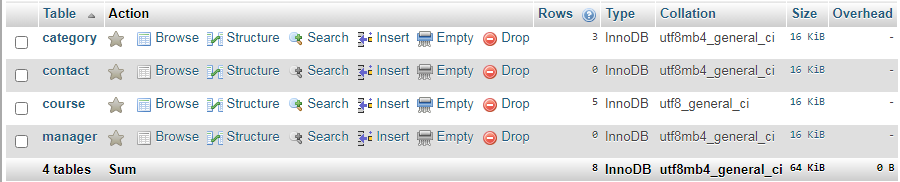 Table Action Rows Type Collation Size Overhead
category Browse Structure Search Insert Empty Drop 3 InnoDB utf8mb4_general_ci 16 KiB -
contact Browse Structure Search Insert Empty Drop 0 InnoDB utf8mb4_general_ci 16 KiB -
course Browse Structure Search Insert Empty Drop 5 InnoDB utf8_general_ci 16 KiB -
manager Browse Structure Search Insert Empty Drop 0 InnoDB utf8mb4_general_ci 16 KiB -
4 tables Sum 8 InnoDB utf8mb4_general_ci 64 KiB 0 B